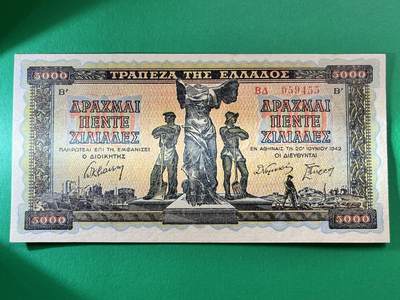 5000 ΤΡΑΠΕΖΑ ΤΗΣ ΕΛΛΑΔΟΣ 5000
Β' ΒΔ 059455 Β'
ΔΡΑΧΜΑΙ
ΠΕΝΤΕ
ΧΙΛΙΑΔΕΣ
ΠΛΗΡΩΤΕΑΙ ΕΠΙ ΤΗι ΕΜΦΑΝΙΣΕΙ
Ο ΔΙΟΙΚΗΤΗΣ
ΔΡΑΧΜΑΙ
ΠΕΝΤΕ
ΧΙΛΙΑΔΕΣ
ΕΝ ΑΘΗΝΑΙΣ ΤΗι 20ῃ ΙΟΥΝΙΟΥ 1942
ΟΙ ΔΙΕΥΘΥΝΤΑΙ
5000 5000